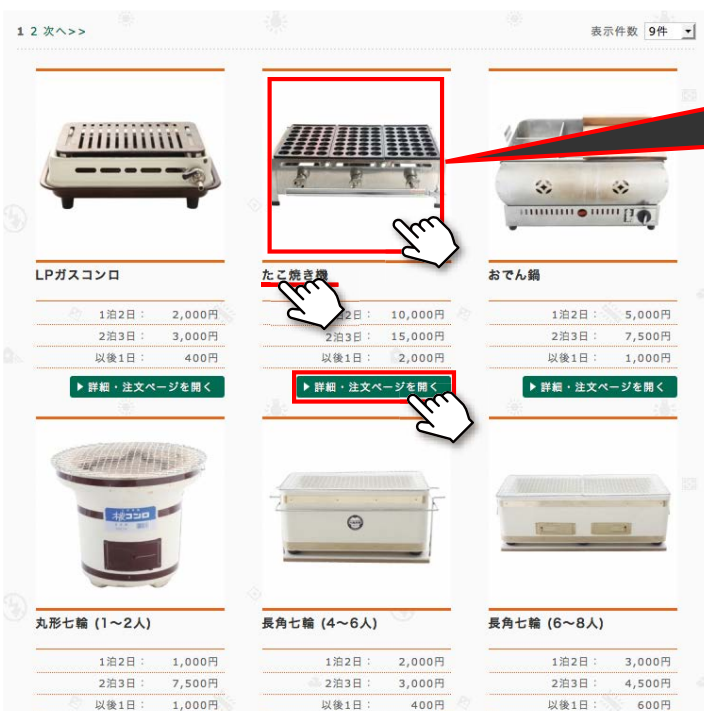 1 2 次へ>>
表示件数 9件
LPガスコンロ
たこ焼き機
おでん鍋
1泊2日： 2,000円
2泊3日： 3,000円
以後1日： 400円
2日： 10,000円
2泊3日： 15,000円
以後1日： 2,000円
1泊2日： 5,000円
2泊3日： 7,500円
以後1日： 1,000円
▶詳細・注文ページを開く
▶詳細・注文ページを開く
▶詳細・注文ページを開く
丸形七輪 (1〜2人)
長角七輪 (4〜6人)
長角七輪 (6〜8人)
1泊2日： 1,000円
2泊3日： 7,500円
以後1日： 1,000円
1泊2日： 2,000円
2泊3日： 3,000円
以後1日： 400円
1泊2日： 3,000円
2泊3日： 4,500円
以後1日： 600円